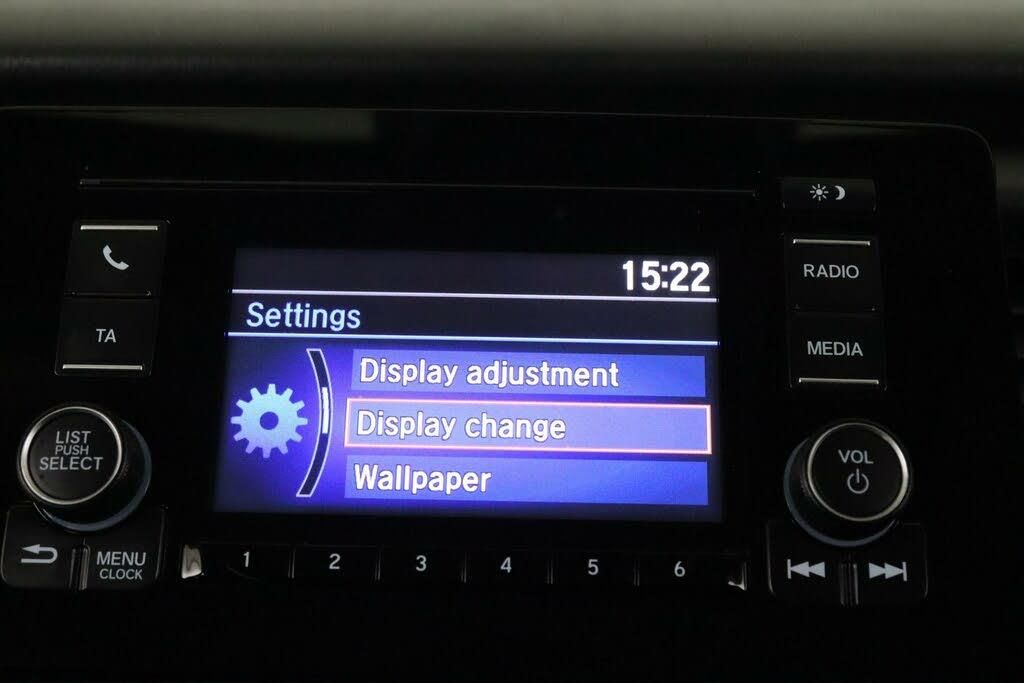 15:22
Settings
Display adjustment
Display change
Wallpaper
TA
LIST
PUSH
SELECT
MENU
CLOCK
1 2 3 4 5 6
RADIO
MEDIA
VOL